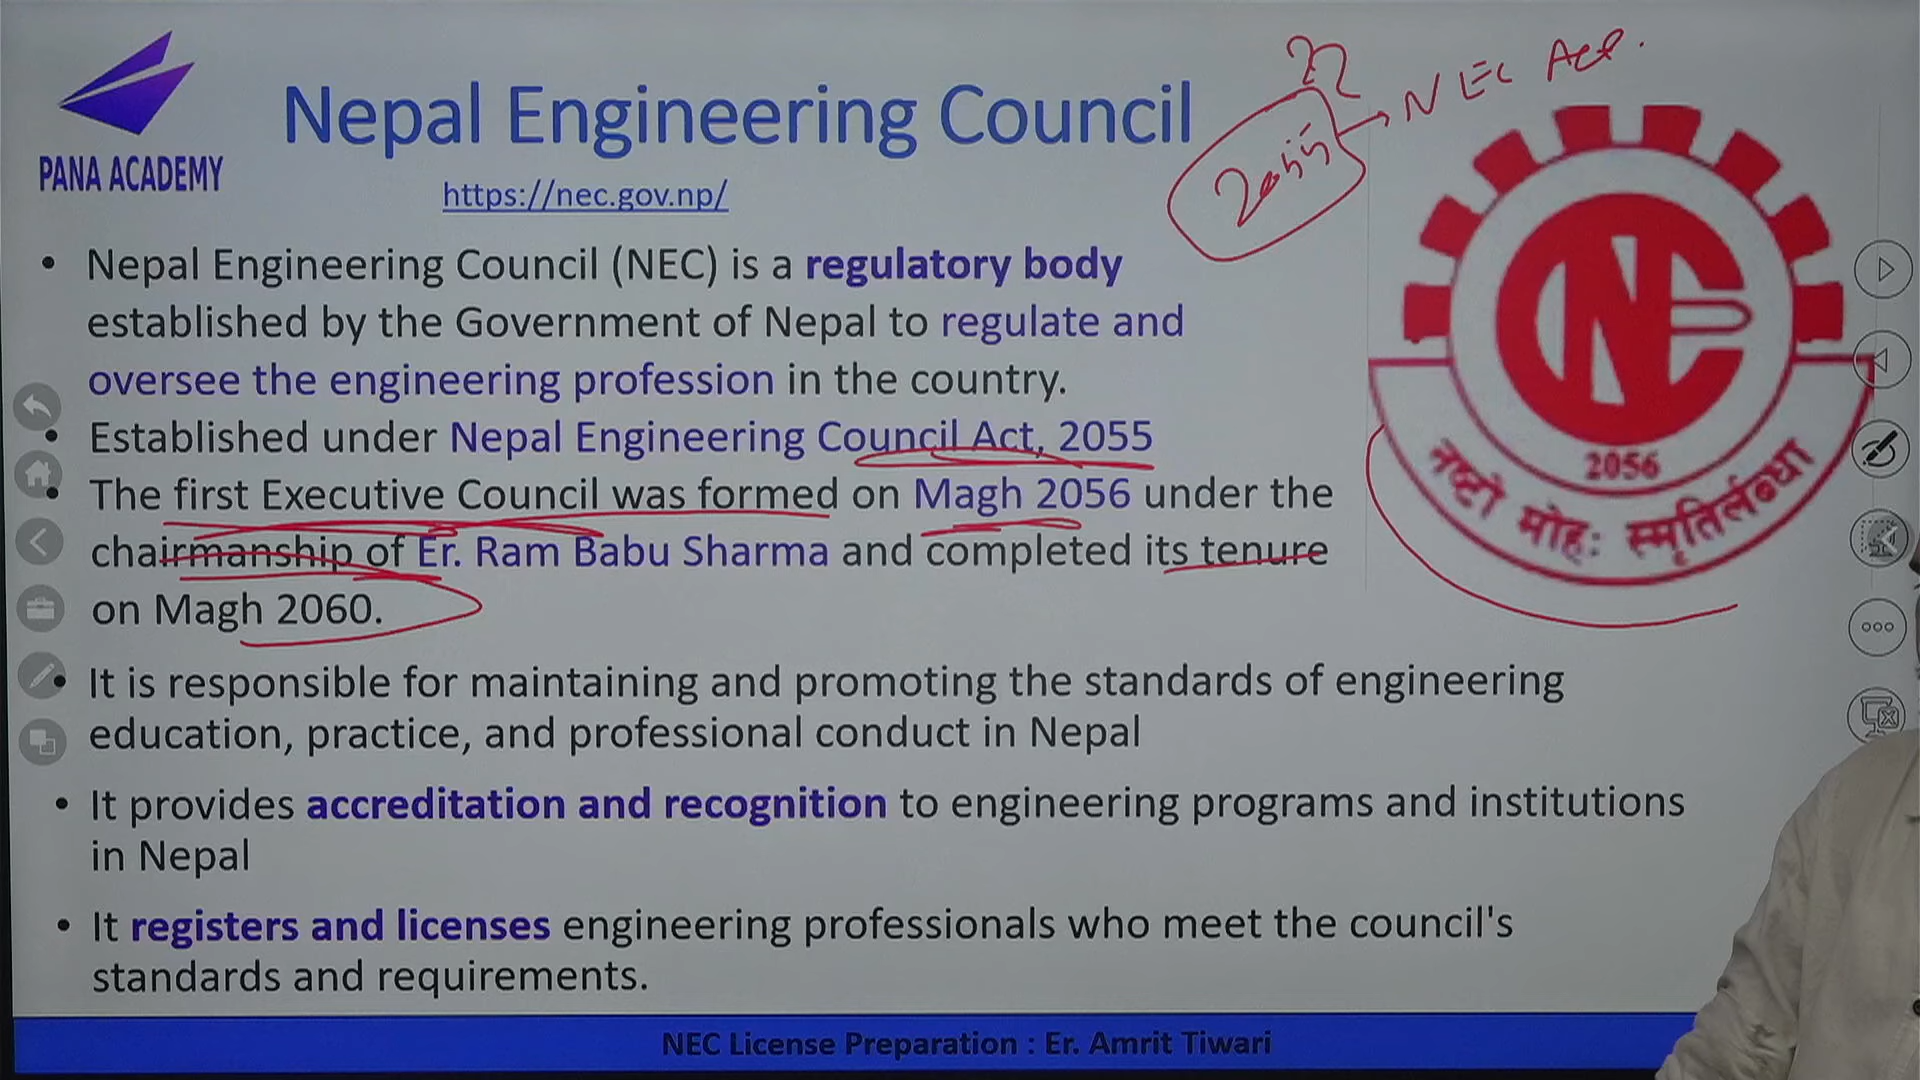 22
NEC Act.
2055
PANA ACADEMY
Nepal Engineering Council
https://nec.gov.np/
• Nepal Engineering Council (NEC) is a regulatory body
established by the Government of Nepal to regulate and
oversee the engineering profession in the country.
• Established under Nepal Engineering Council Act, 2055
• The first Executive Council was formed on Magh 2056 under the
chairmanship of Er. Ram Babu Sharma and completed its tenure
on Magh 2060.
NEC
2056
नष्टो मोहः स्मृतिर्लब्धा
• It is responsible for maintaining and promoting the standards of engineering
education, practice, and professional conduct in Nepal
• It provides accreditation and recognition to engineering programs and institutions
in Nepal
• It registers and licenses engineering professionals who meet the council's
standards and requirements.
NEC License Preparation : Er. Amrit Tiwari